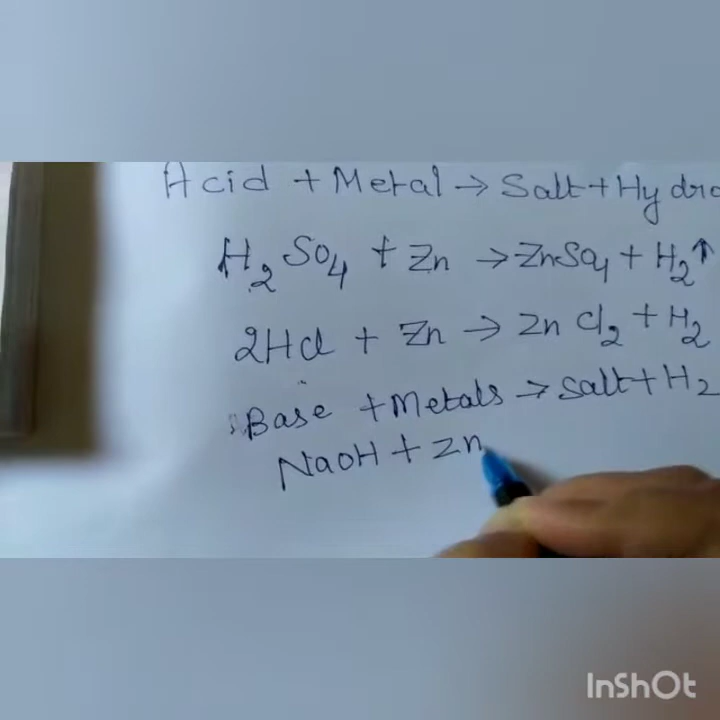 Acid + Metal → Salt + Hydro
H₂SO₄ + Zn → ZnSO₄ + H₂↑
2HCl + Zn → ZnCl₂ + H₂
Base + Metals → Salt + H₂
NaOH + Zn
InShOt